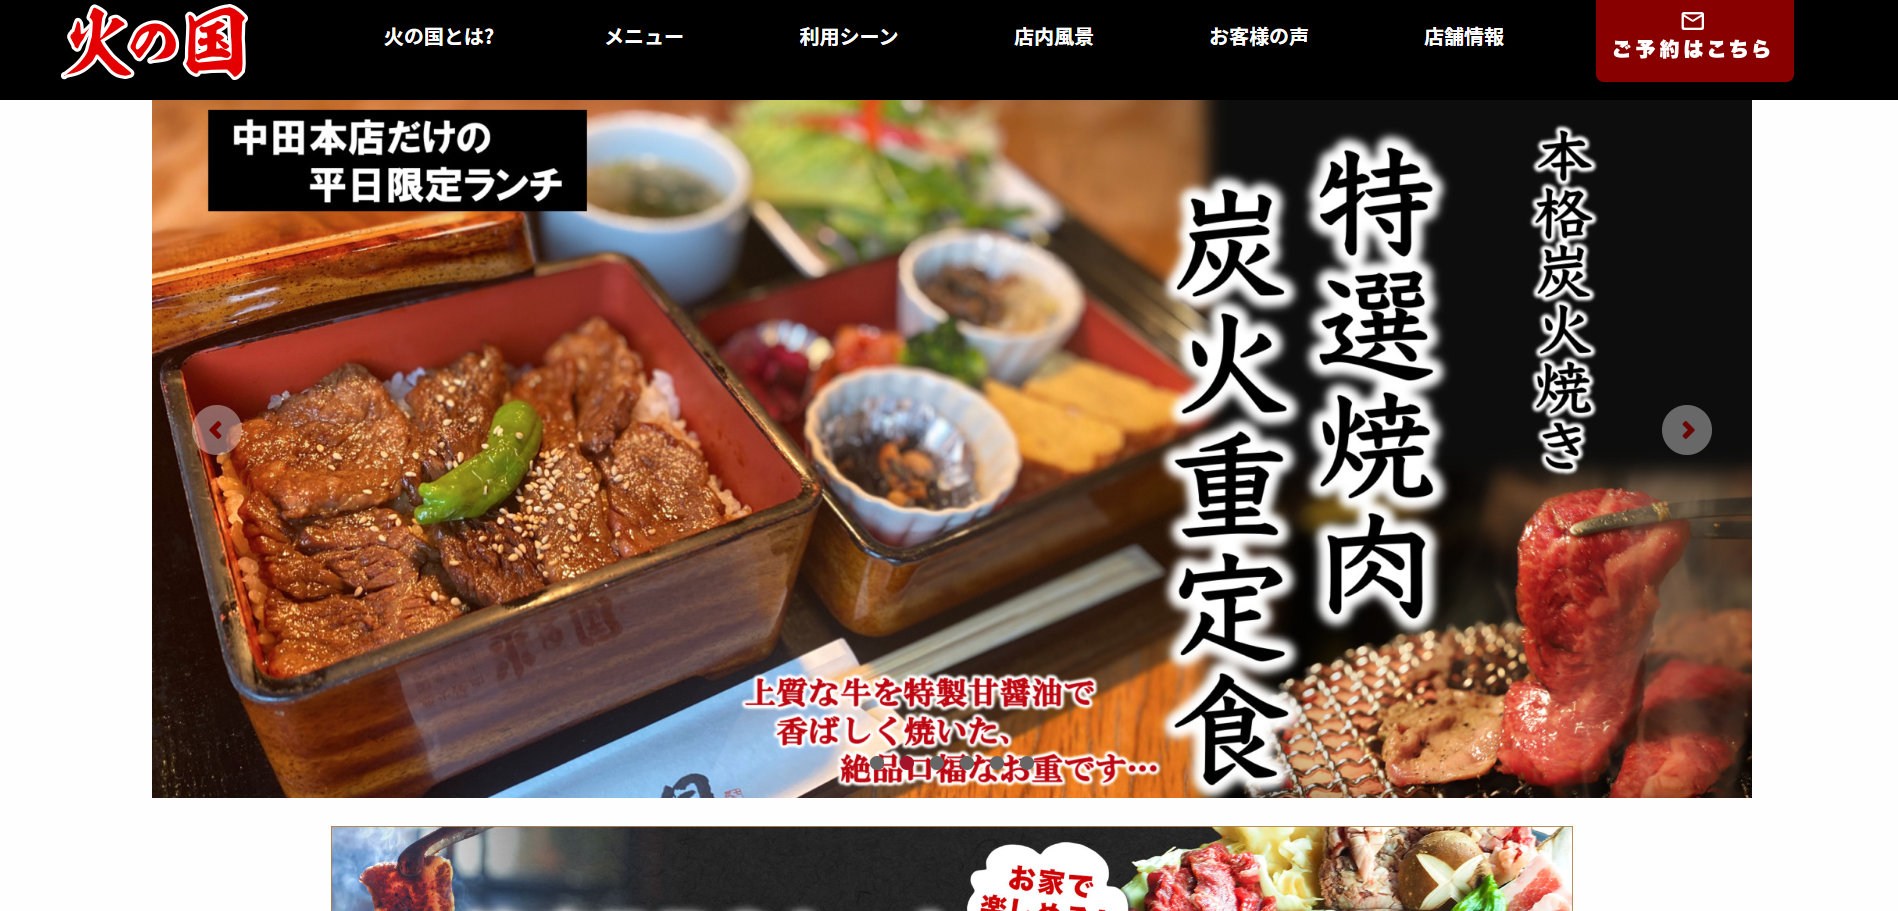 火の国
火の国とは?
メニュー
利用シーン
店内風景
お客様の声
店舗情報
ご予約はこちら
中田本店だけの
平日限定ランチ
本格炭火焼き
特選焼肉
炭火重定食
上質な牛を特製甘醤油で
香ばしく焼いた、
絶品口福なお重です…
火の国
お家で